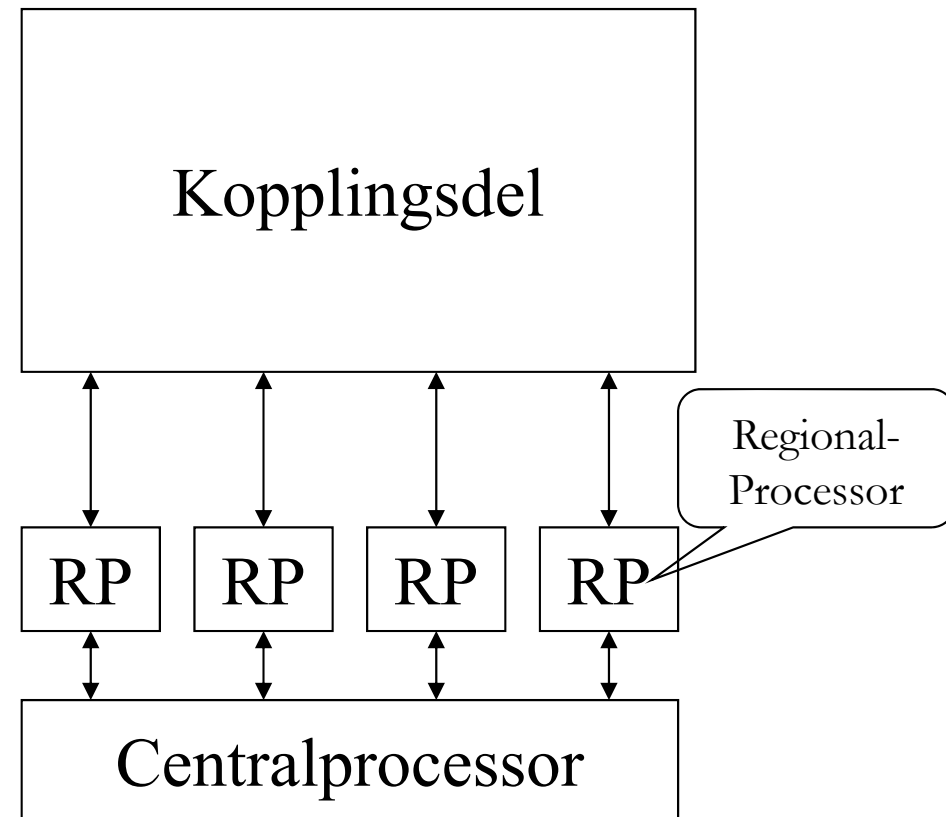 Kopplingsdel
Regional-
Processor
RP RP RP RP
Centralprocessor